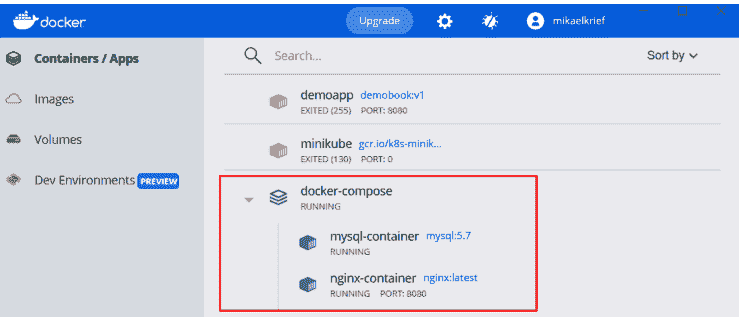 docker
Upgrade
mikaelkrief
Containers / Apps
Images
Volumes
Dev Environments PREVIEW
Search...
Sort by
demoapp demobook:v1
EXITED (255) PORT: 8080
minikube gcr.io/k8s-minik...
EXITED (130) PORT: 0
docker-compose
RUNNING
mysql-container mysql:5.7
RUNNING
nginx-container nginx:latest
RUNNING PORT: 8080